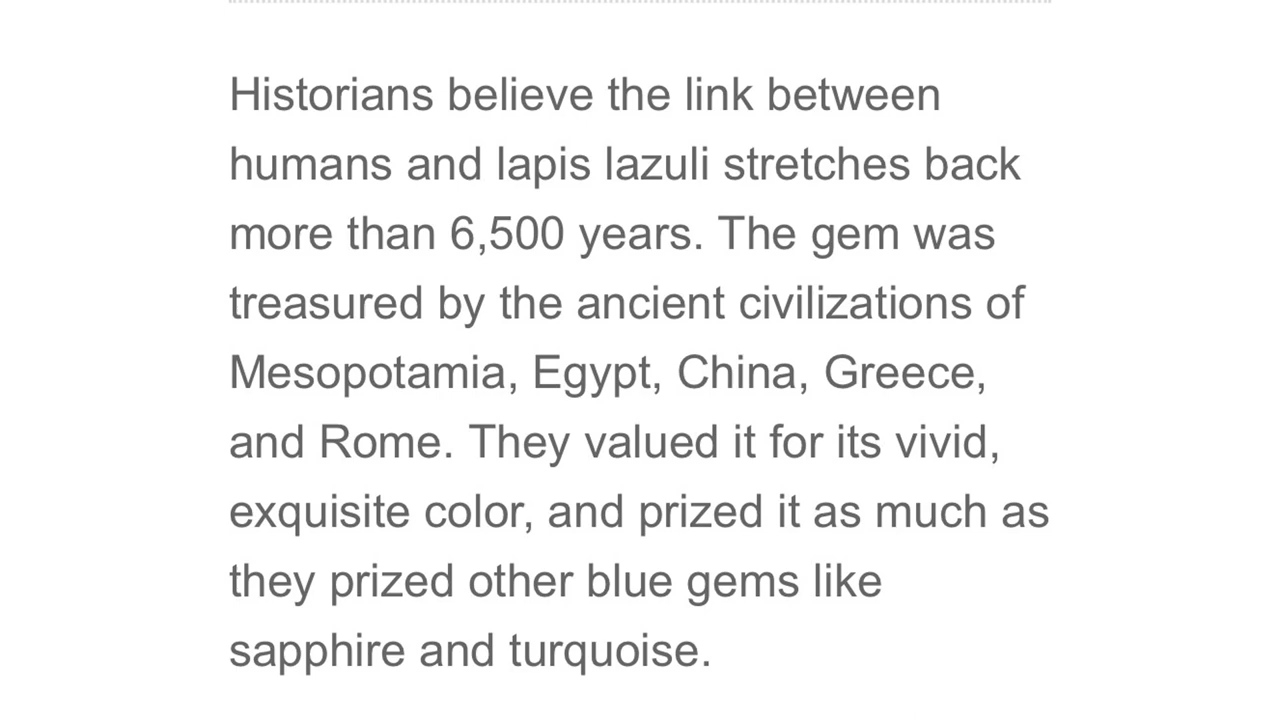 Historians believe the link between
humans and lapis lazuli stretches back
more than 6,500 years. The gem was
treasured by the ancient civilizations of
Mesopotamia, Egypt, China, Greece,
and Rome. They valued it for its vivid,
exquisite color, and prized it as much as
they prized other blue gems like
sapphire and turquoise.